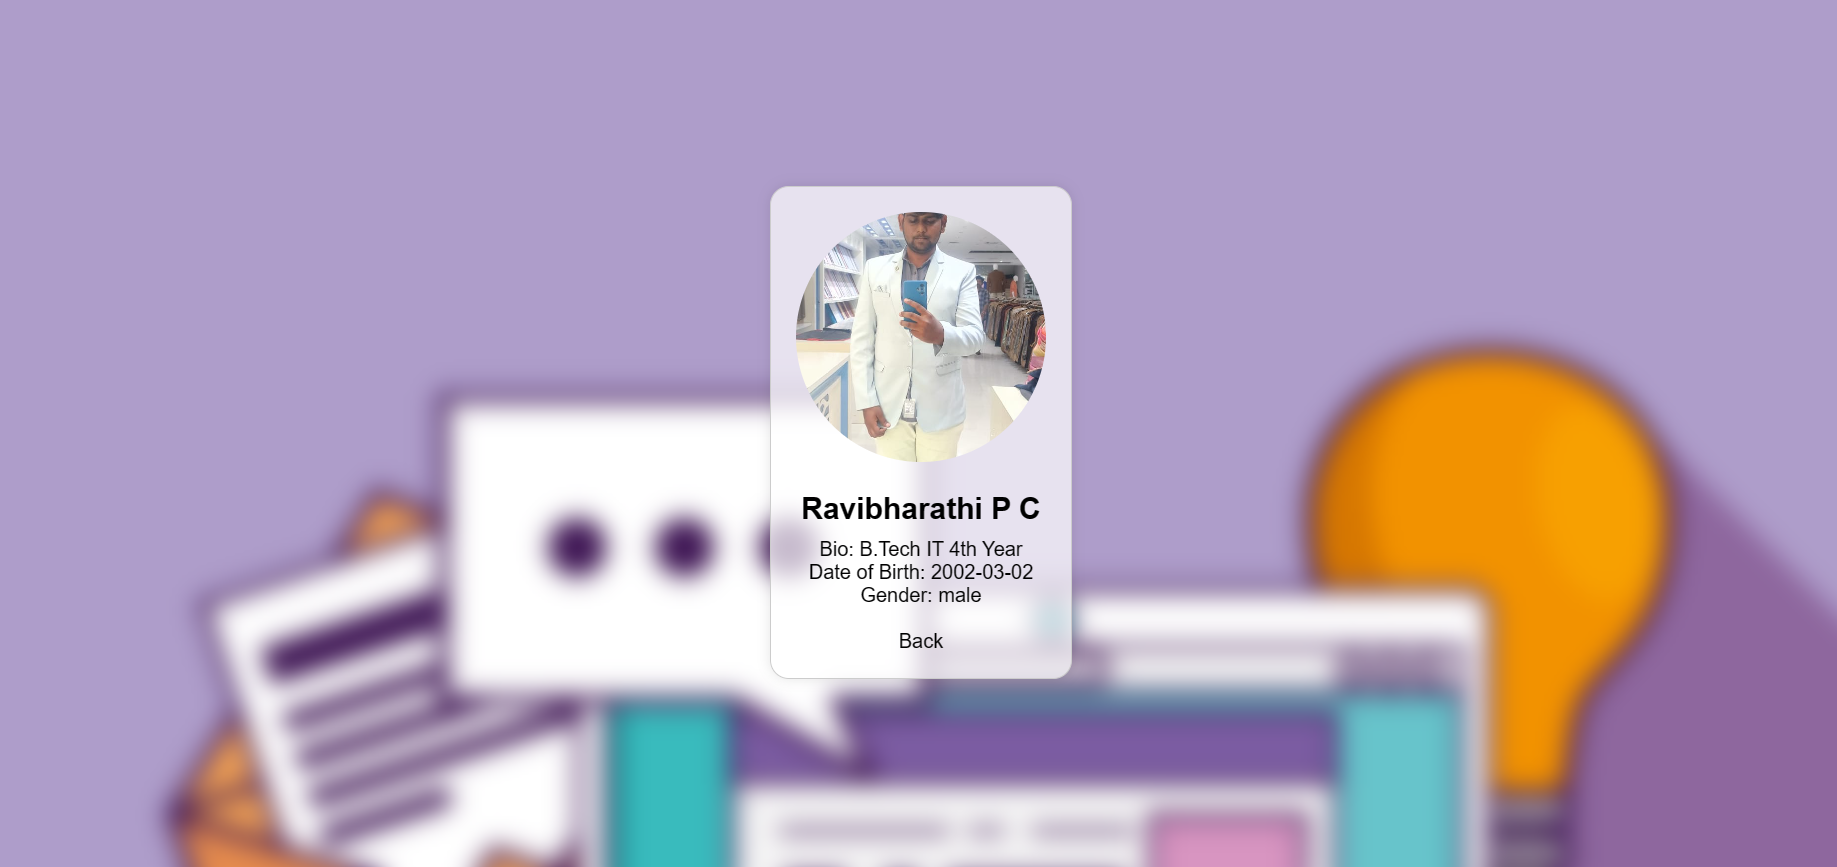 Ravibharathi P C
Bio: B.Tech IT 4th Year
Date of Birth: 2002-03-02
Gender: male
Back